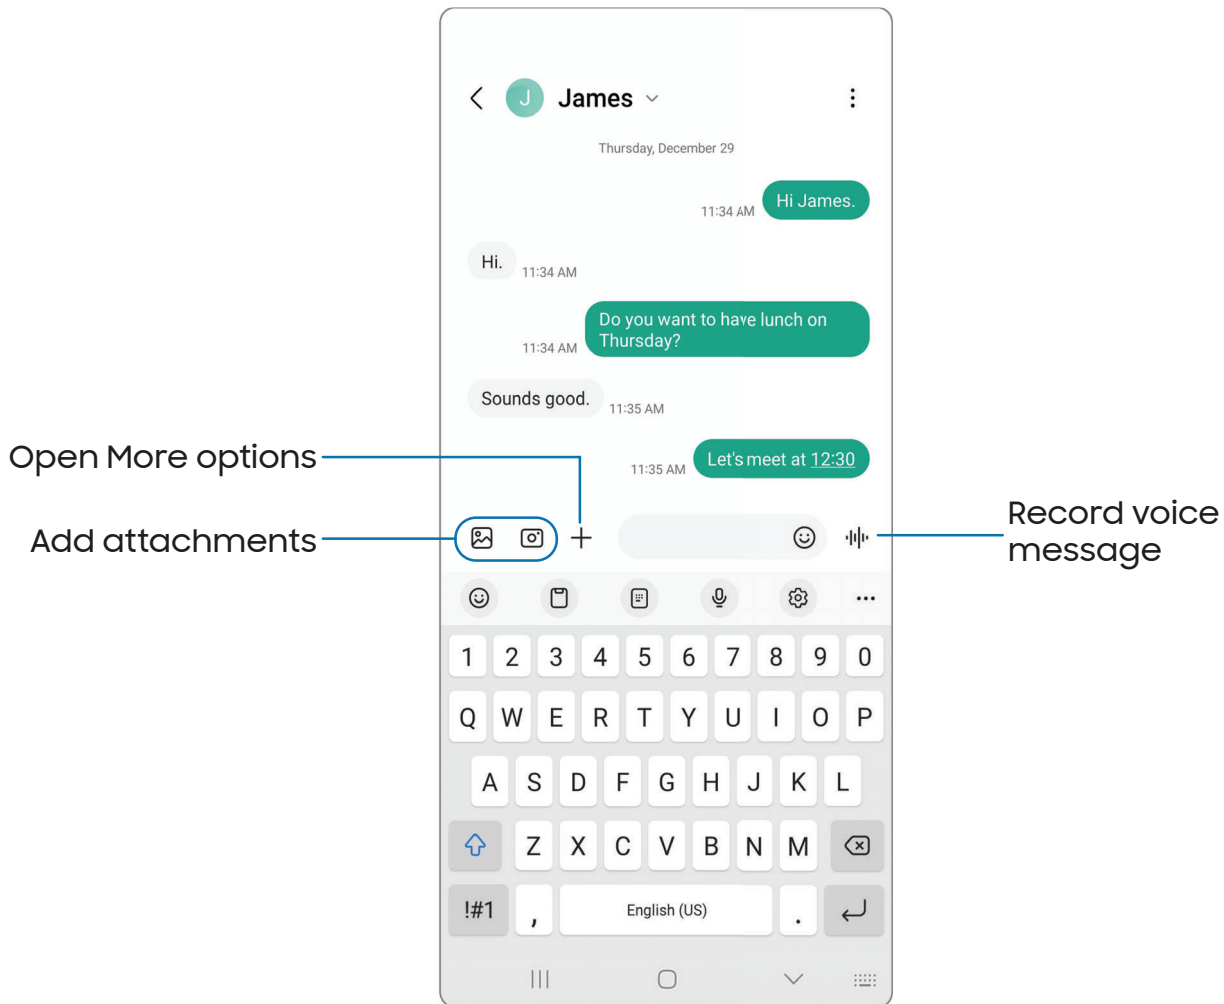 J James
Thursday, December 29
11:34 AM Hi James.
Hi. 11:34 AM
Do you want to have lunch on
Thursday?
11:34 AM
Sounds good. 11:35 AM
Open More options
11:35 AM Let's meet at 12:30
Add attachments
Record voice
message
1 2 3 4 5 6 7 8 9 0
Q W E R T Y U I O P
A S D F G H J K L
Z X C V B N M
!#1 , English (US) .